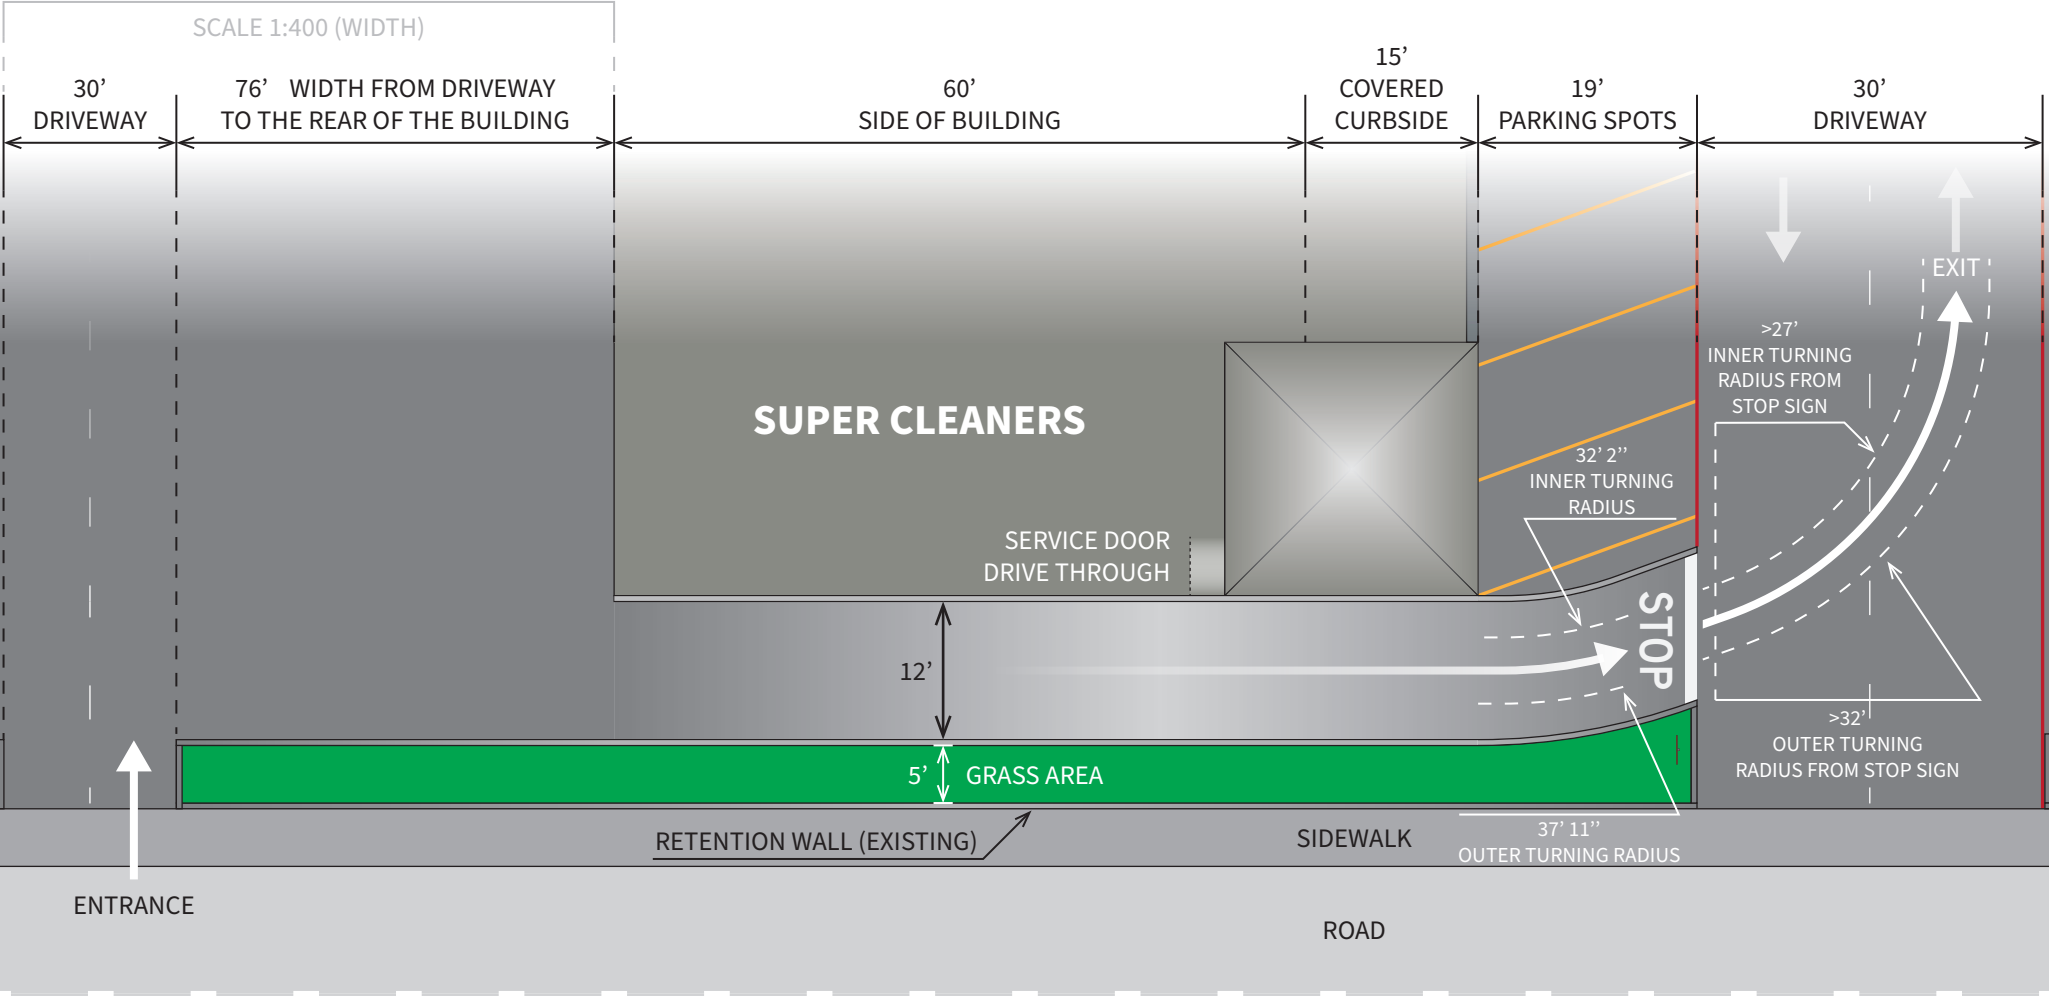 SCALE 1:400 (WIDTH)
30’
DRIVEWAY
76’ WIDTH FROM DRIVEWAY
TO THE REAR OF THE BUILDING
60’
SIDE OF BUILDING
15’
COVERED
CURBSIDE
19’
PARKING SPOTS
30’
DRIVEWAY
EXIT
>27’
INNER TURNING
RADIUS FROM
STOP SIGN
SUPER CLEANERS
32’ 2’’
INNER TURNING
RADIUS
SERVICE DOOR
DRIVE THROUGH
STOP
12’
>32’
OUTER TURNING
RADIUS FROM STOP SIGN
5’ GRASS AREA
RETENTION WALL (EXISTING)
SIDEWALK
37’ 11’’
OUTER TURNING RADIUS
ENTRANCE
ROAD